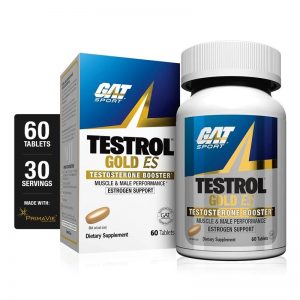 60
TABLETS
30
SERVINGS
MADE WITH:
PRIMAVIE
GAT
SPORT
TESTROL
GOLD ES
TESTOSTERONE BOOSTER
MUSCLE & MALE PERFORMANCE
ESTROGEN SUPPORT
GAT
Dietary Supplement
60 Tablets
GAT
SPORT
TESTROL
GOLD ES
TESTOSTERONE BOOSTER
MUSCLE & MALE PERFORMANCE
ESTROGEN SUPPORT
Dietary Supplement
60 Tablets